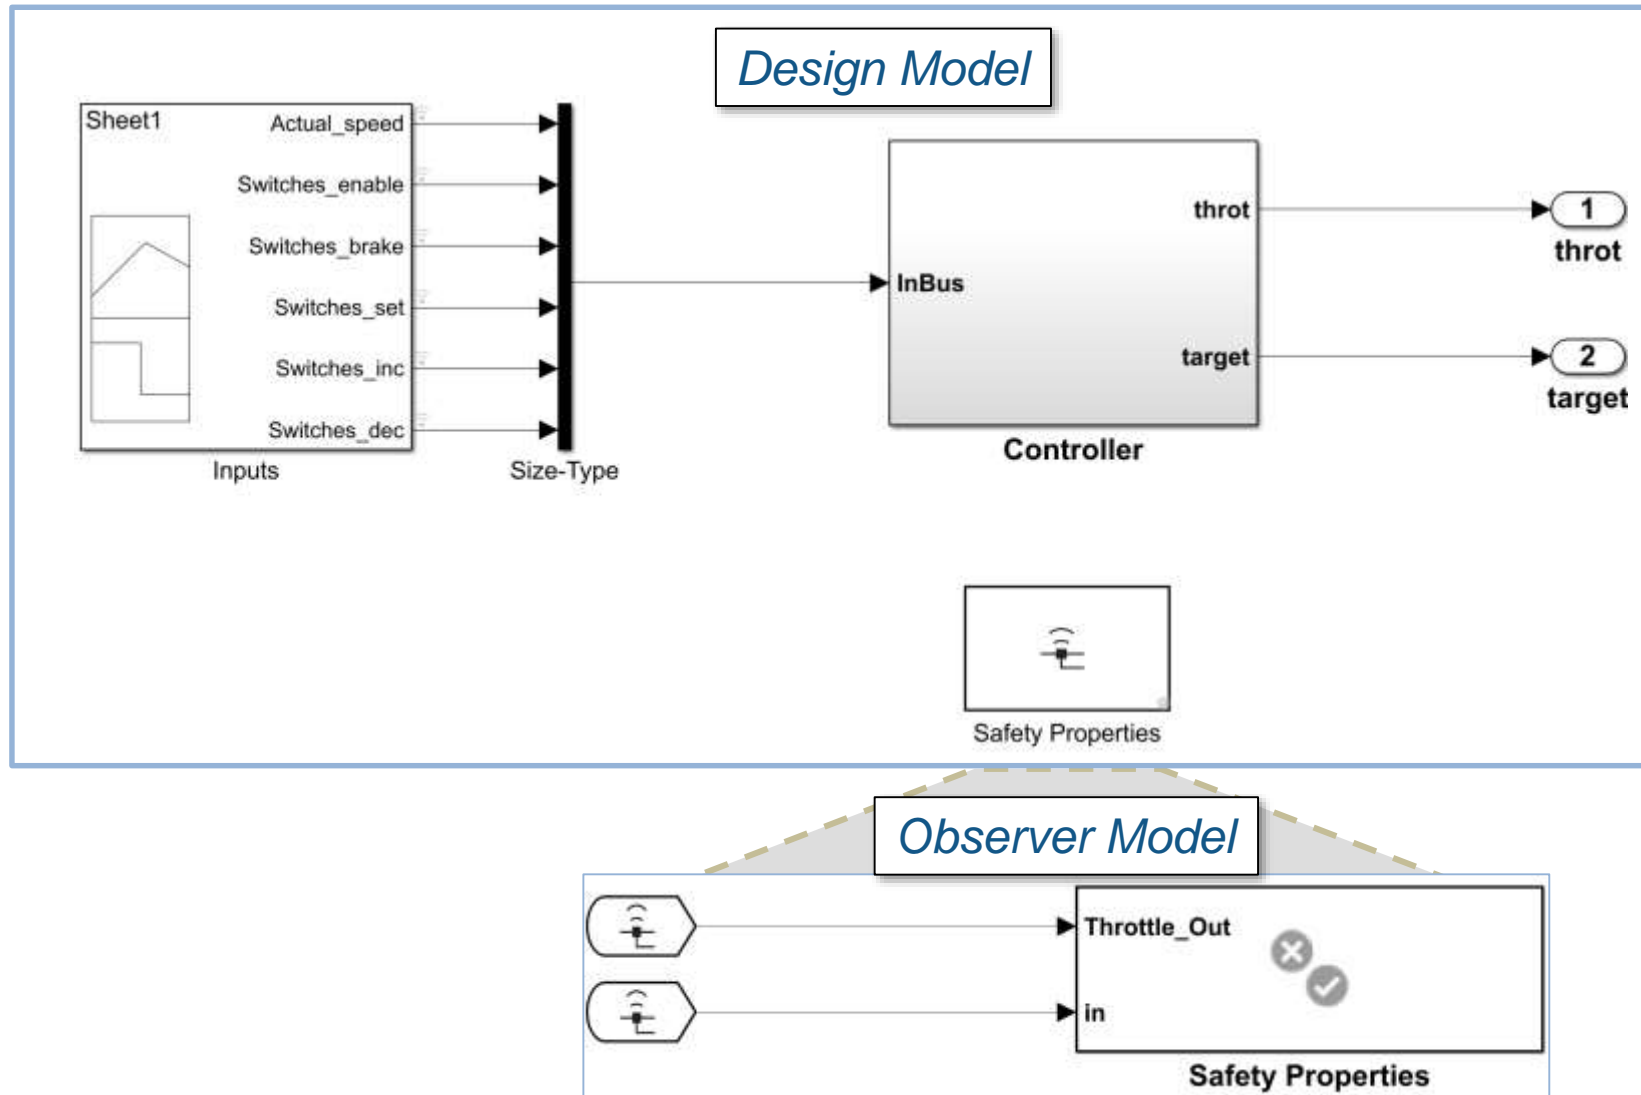 Design Model
Sheet1
Actual_speed
Switches_enable
Switches_brake
Switches_set
Switches_inc
Switches_dec
Inputs
Size-Type
InBus
throt
target
Controller
1
throt
2
target
Safety Properties
Observer Model
Throttle_Out
in
Safety Properties